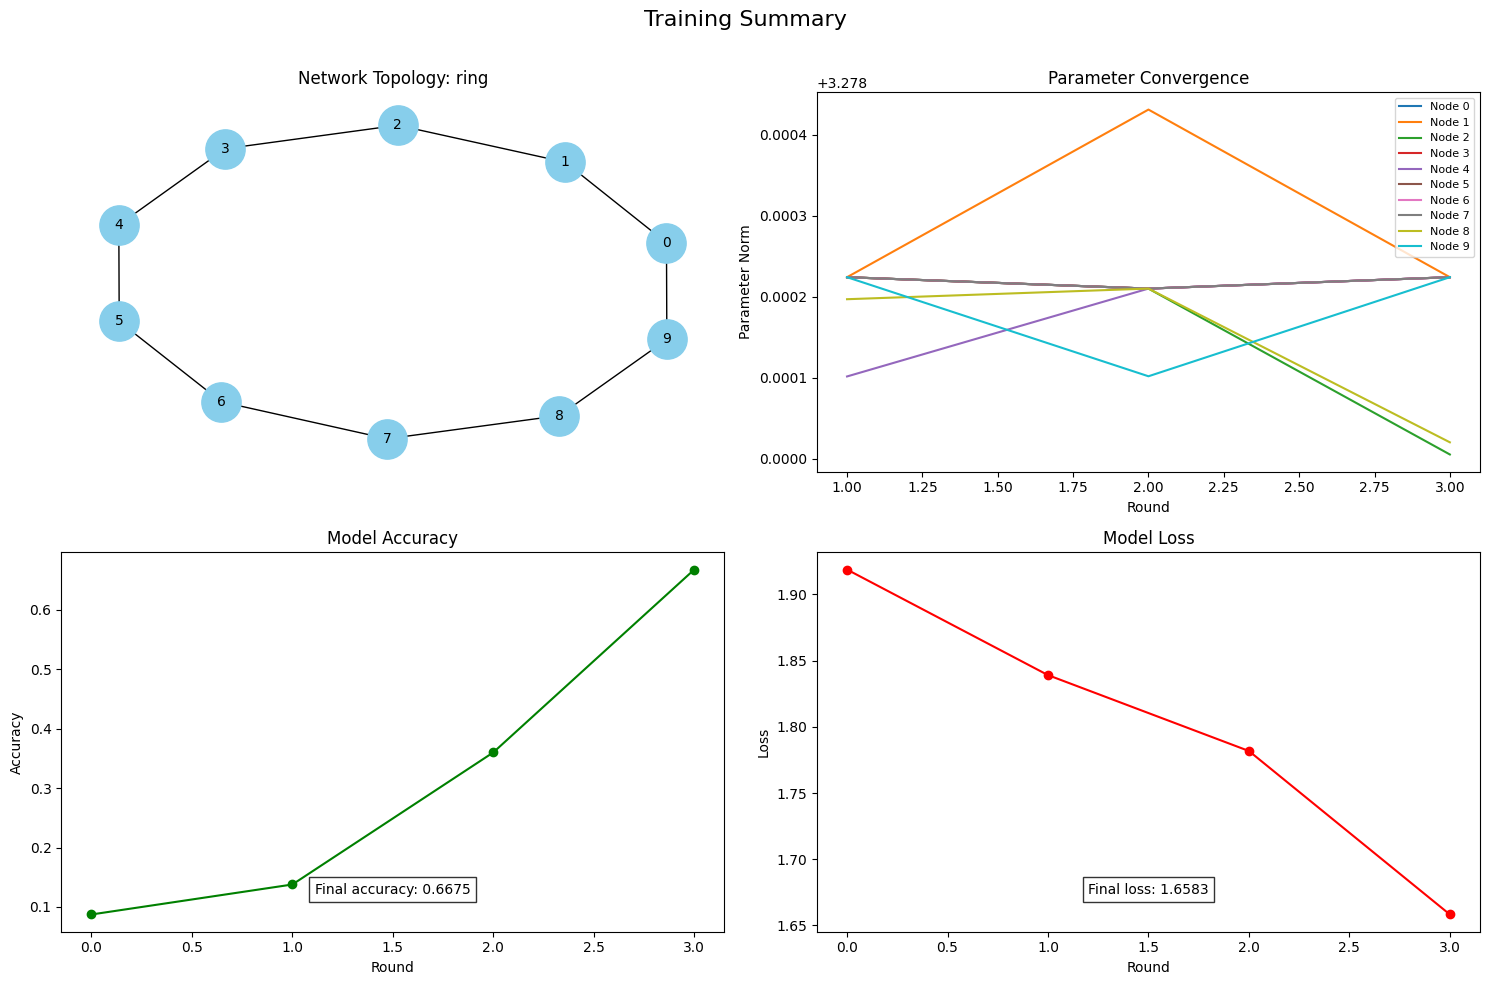 Training Summary
Network Topology: ring
2
3
1
4
0
5
9
6
8
7
Parameter Convergence
+3.278
0.0004
0.0003
0.0002
0.0001
0.0000
Parameter Norm
Node 0
Node 1
Node 2
Node 3
Node 4
Node 5
Node 6
Node 7
Node 8
Node 9
1.00 1.25 1.50 1.75 2.00 2.25 2.50 2.75 3.00
Round
Model Accuracy
0.6
0.5
0.4
0.3
0.2
0.1
Accuracy
Final accuracy: 0.6675
0.0 0.5 1.0 1.5 2.0 2.5 3.0
Round
Model Loss
1.90
1.85
1.80
1.75
1.70
1.65
Loss
Final loss: 1.6583
0.0 0.5 1.0 1.5 2.0 2.5 3.0
Round